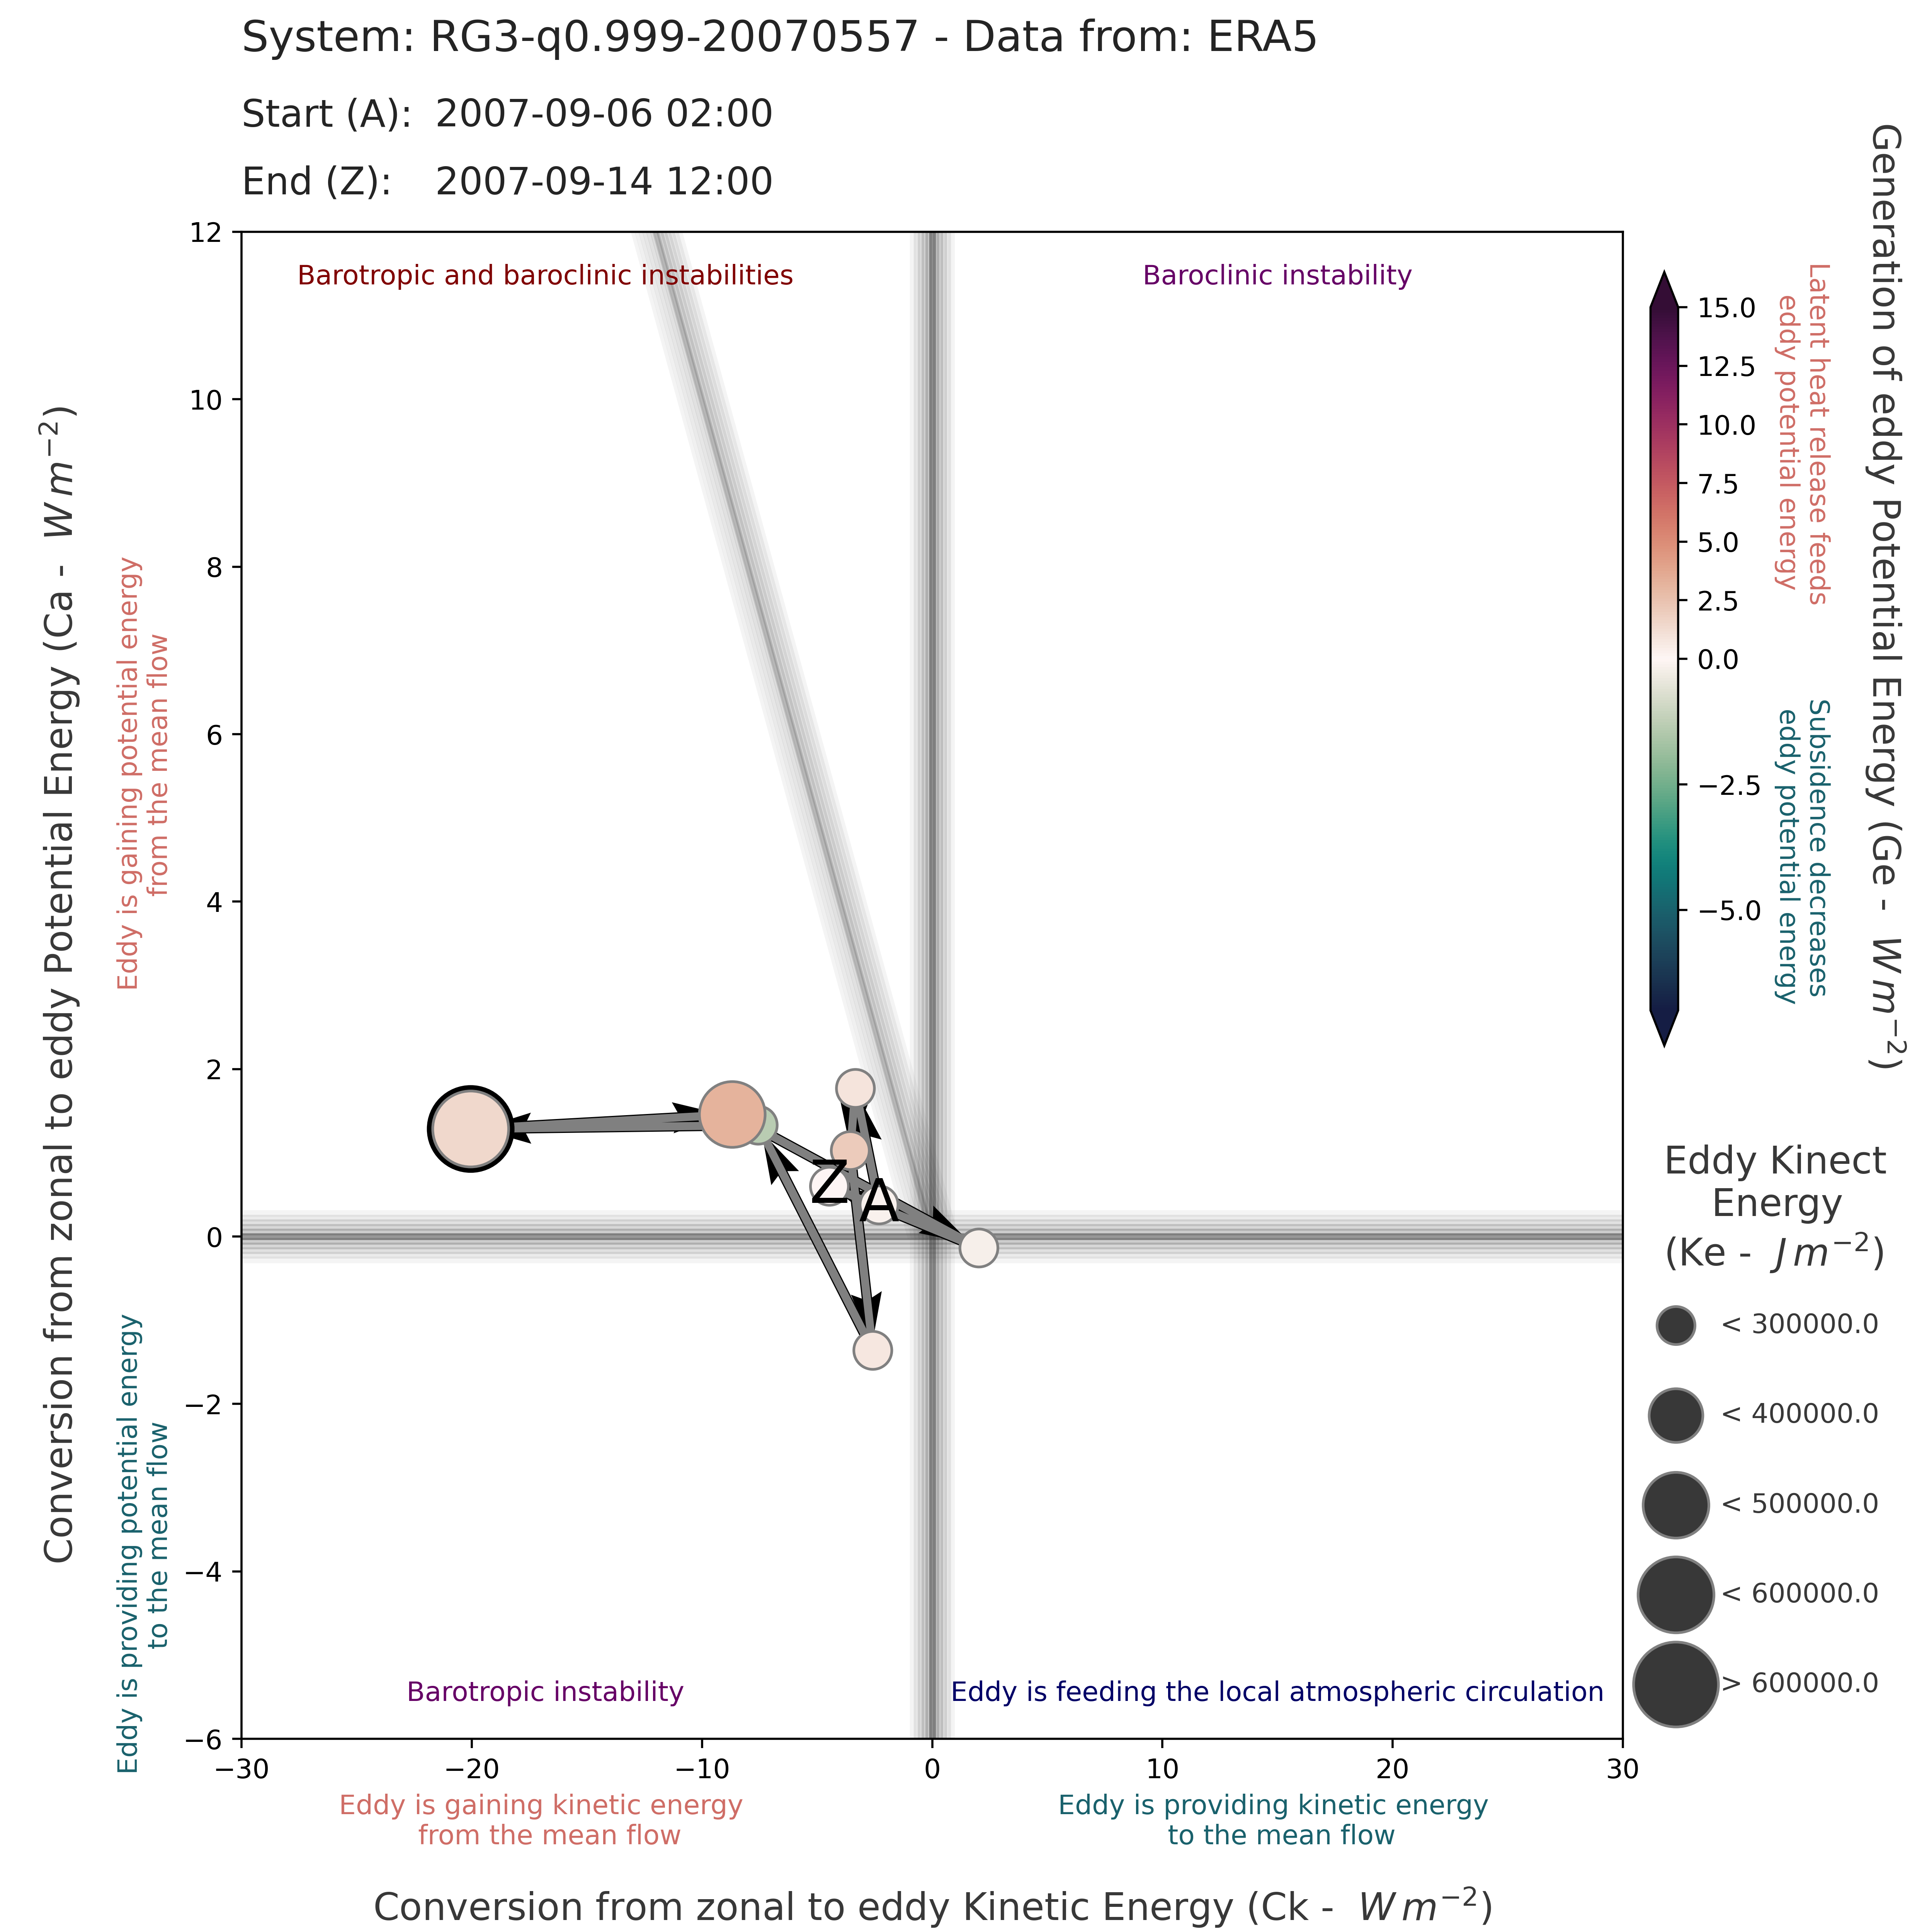 System: RG3-q0.999-20070557 - Data from: ERA5
Start (A): 2007-09-06 02:00
End (Z): 2007-09-14 12:00
Conversion from zonal to eddy Potential Energy (Ca - W m⁻²)
Eddy is gaining potential energy
from the mean flow
Eddy is providing potential energy
to the mean flow
12
10
8
6
4
2
0
−2
−4
−6
Barotropic and baroclinic instabilities
Baroclinic instability
Z
A
Barotropic instability
Eddy is feeding the local atmospheric circulation
−30
−20
−10
0
10
20
30
Eddy is gaining kinetic energy
from the mean flow
Eddy is providing kinetic energy
to the mean flow
Conversion from zonal to eddy Kinetic Energy (Ck - W m⁻²)
15.0
12.5
10.0
7.5
5.0
2.5
0.0
−2.5
−5.0
Latent heat release feeds
eddy potential energy
Subsidence decreases
eddy potential energy
Generation of eddy Potential Energy (Ge - W m⁻²)
Eddy Kinect
Energy
(Ke - J m⁻²)
< 300000.0
< 400000.0
< 500000.0
< 600000.0
> 600000.0